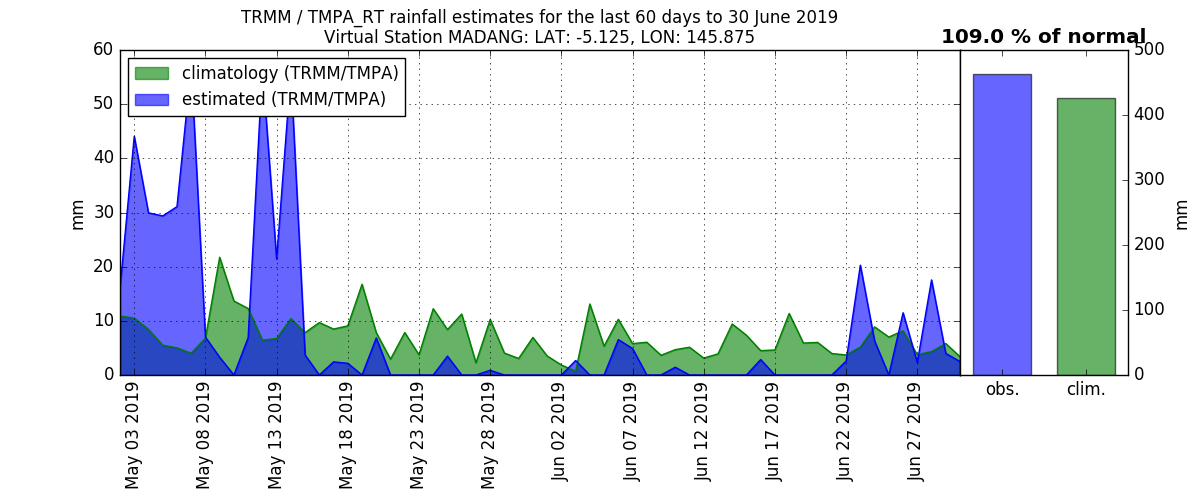 TRMM / TMPA_RT rainfall estimates for the last 60 days to 30 June 2019
Virtual Station MADANG: LAT: -5.125, LON: 145.875
109.0 % of normal
climatology (TRMM/TMPA)
estimated (TRMM/TMPA)
mm
60
50
40
30
20
10
0
May 03 2019
May 08 2019
May 13 2019
May 18 2019
May 23 2019
May 28 2019
Jun 02 2019
Jun 07 2019
Jun 12 2019
Jun 17 2019
Jun 22 2019
Jun 27 2019
obs.
clim.
500
400
300
200
100
0
mm